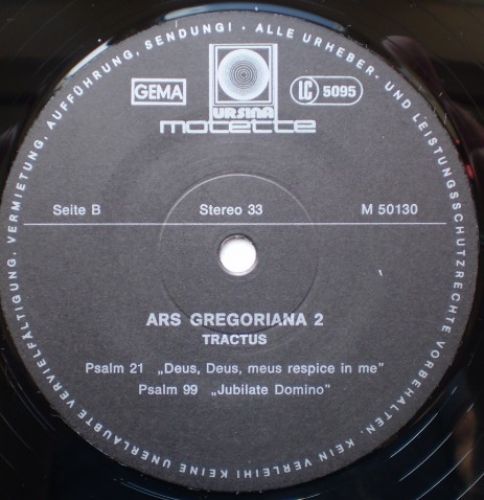 ALLE URHEBER- UND LEISTUNGSSCHUTZRECHTE VORBEHALTEN. KEIN VERLEIH! KEINE UNERLAUBTE VERVIELFÄLTIGUNG, VERMIETUNG, AUFFÜHRUNG, SENDUNG! -
GEMA
URSINA
LC 5095
motette
Seite B Stereo 33 M 50130
ARS GREGORIANA 2
TRACTUS
Psalm 21 „Deus, Deus, meus respice in me”
Psalm 99 „Jubilate Domino”